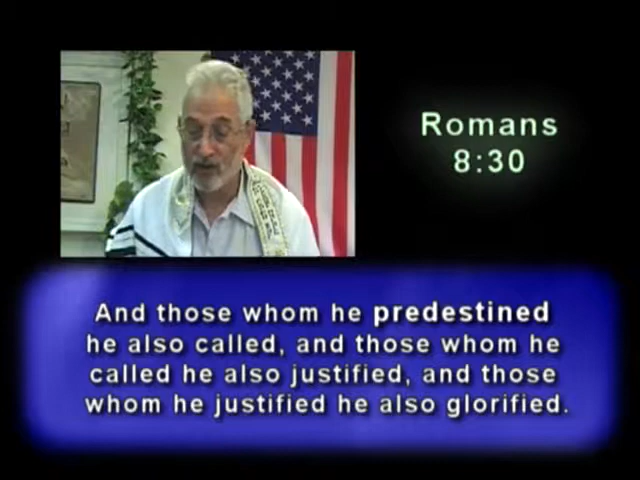 Romans
8:30
And those whom he predestined
he also called, and those whom he
called he also justified, and those
whom he justified he also glorified.